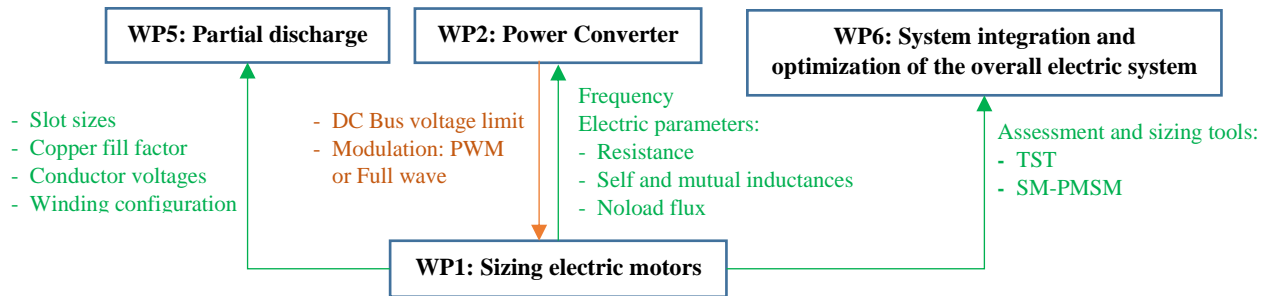 WP5: Partial discharge
WP2: Power Converter
WP6: System integration and
optimization of the overall electric system
- Slot sizes
- Copper fill factor
- Conductor voltages
- Winding configuration
- DC Bus voltage limit
- Modulation: PWM
or Full wave
Frequency
Electric parameters:
- Resistance
- Self and mutual inductances
- Noload flux
Assessment and sizing tools:
- TST
- SM-PMSM
WP1: Sizing electric motors